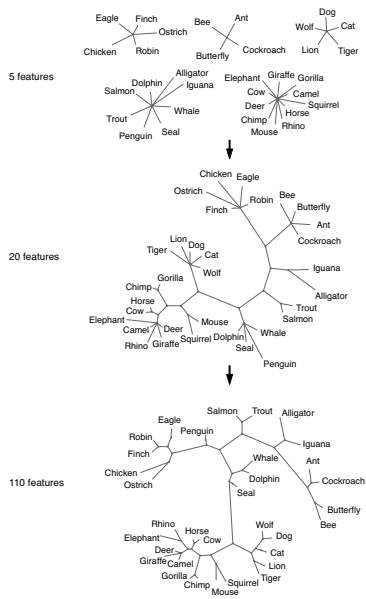 Dog
Eagle Finch Ant
Bee Wolf Cat
Ostrich
Chicken Robin Cockroach Lion Tiger
Butterfly
5 features
Alligator Elephant Giraffe Gorilla
Dolphin Iguana
Salmon Cow Camel
Deer Squirrel
Trout Whale
Chimp Horse
Penguin Seal Mouse Rhino
Chicken Eagle
Ostrich Robin Bee
Finch Butterfly
Ant
Cockroach
Lion
Tiger Dog
Cat
20 features
Wolf Iguana
Gorilla
Chimp Alligator
Horse
Cow Trout
Elephant Mouse Salmon
Camel Deer Squirrel Dolphin Whale
Rhino Giraffe Seal
Penguin
Salmon Trout Alligator
Eagle
Penguin
Robin Iguana
Finch Whale Ant
Chicken Dolphin Cockroach
110 features
Ostrich Seal
Butterfly
Bee
Rhino Horse Wolf
Elephant Cow Dog
Deer Cat
Giraffe Camel Lion
Gorilla Squirrel Tiger
Chimp Mouse